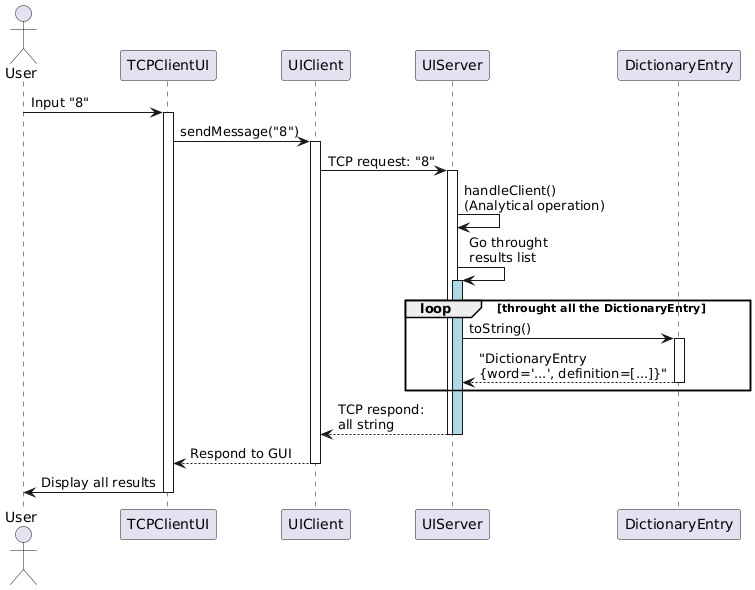 User
TCPClientUI
UIClient
UIServer
DictionaryEntry
Input "8"
sendMessage("8")
TCP request: "8"
handleClient()
(Analytical operation)
Go throught
results list
loop
[throught all the DictionaryEntry]
toString()
"DictionaryEntry
{word='...', definition=[...]}"
TCP respond:
all string
Respond to GUI
Display all results
User
TCPClientUI
UIClient
UIServer
DictionaryEntry